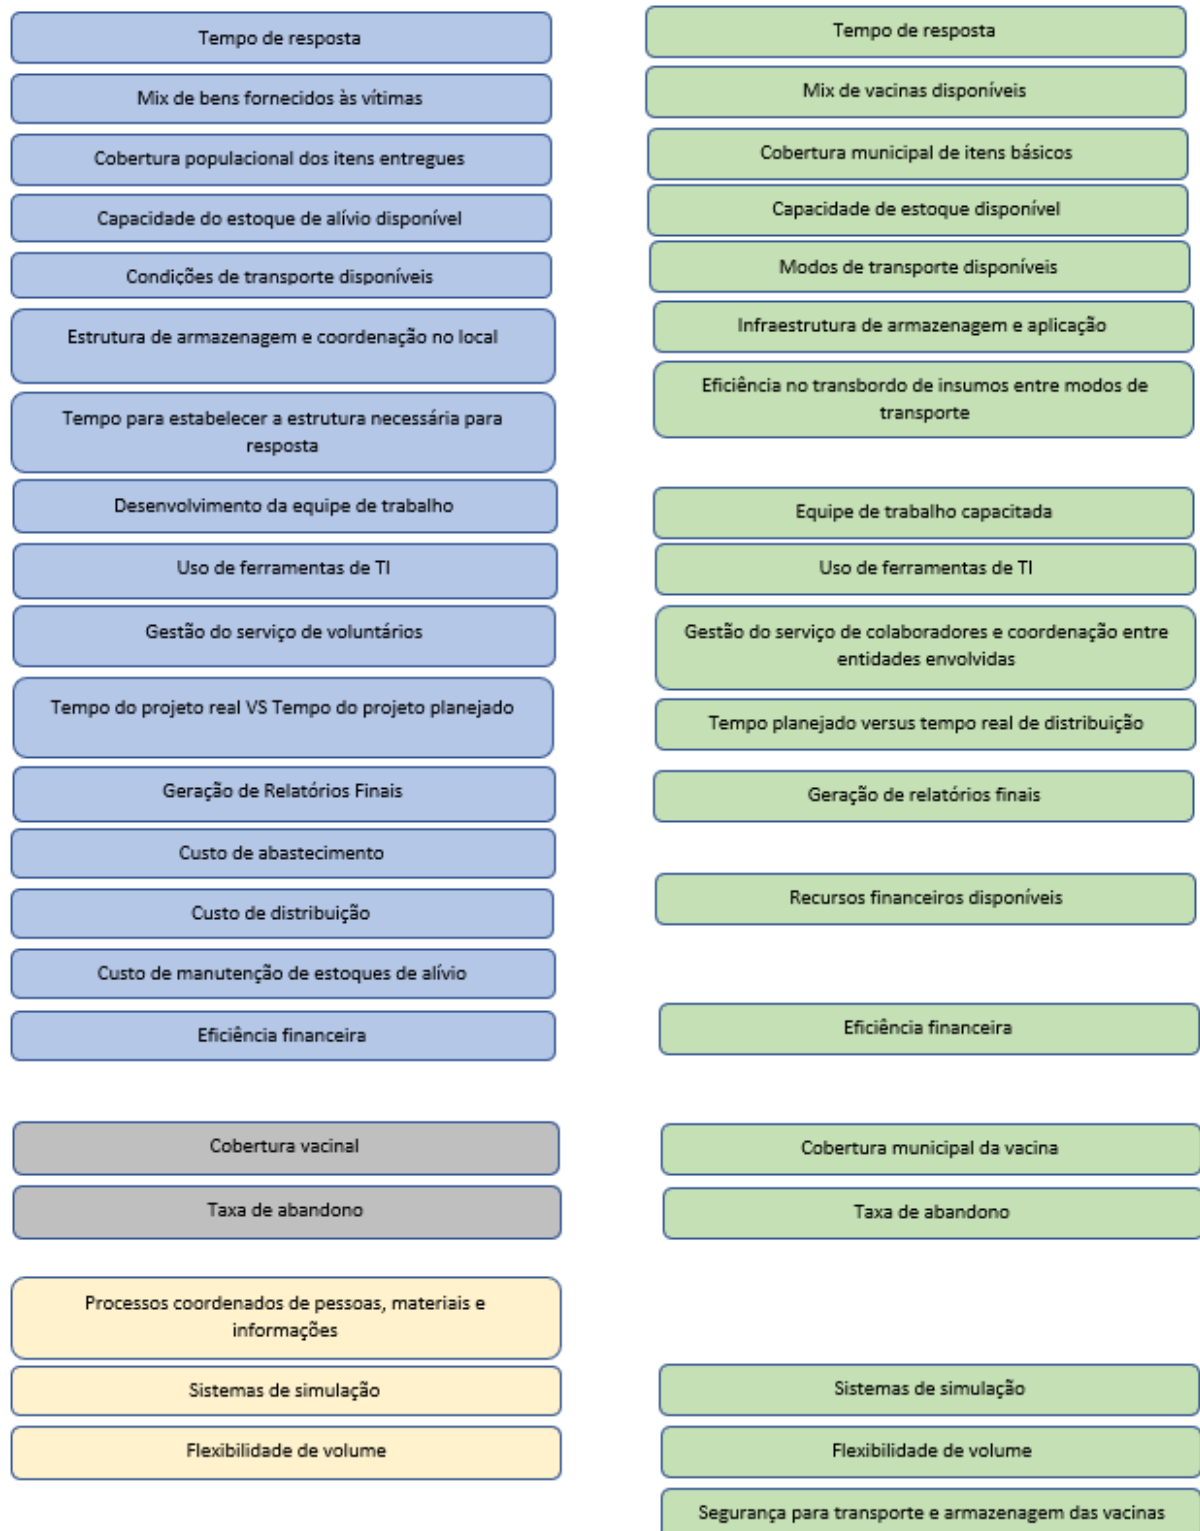 Tempo de resposta
Mix de bens fornecidos às vítimas
Cobertura populacional dos itens entregues
Capacidade do estoque de alívio disponível
Condições de transporte disponíveis
Estrutura de armazenagem e coordenação no local
Tempo para estabelecer a estrutura necessária para
resposta
Desenvolvimento da equipe de trabalho
Uso de ferramentas de TI
Gestão do serviço de voluntários
Tempo do projeto real VS Tempo do projeto planejado
Geração de Relatórios Finais
Custo de abastecimento
Custo de distribuição
Custo de manutenção de estoques de alívio
Eficiência financeira
Cobertura vacinal
Taxa de abandono
Processos coordenados de pessoas, materiais e
informações
Sistemas de simulação
Flexibilidade de volume
Tempo de resposta
Mix de vacinas disponíveis
Cobertura municipal de itens básicos
Capacidade de estoque disponível
Modos de transporte disponíveis
Infraestrutura de armazenagem e aplicação
Eficiência no transbordo de insumos entre modos de
transporte
Equipe de trabalho capacitada
Uso de ferramentas de TI
Gestão do serviço de colaboradores e coordenação entre
entidades envolvidas
Tempo planejado versus tempo real de distribuição
Geração de relatórios finais
Recursos financeiros disponíveis
Eficiência financeira
Cobertura municipal da vacina
Taxa de abandono
Sistemas de simulação
Flexibilidade de volume
Segurança para transporte e armazenagem das vacinas